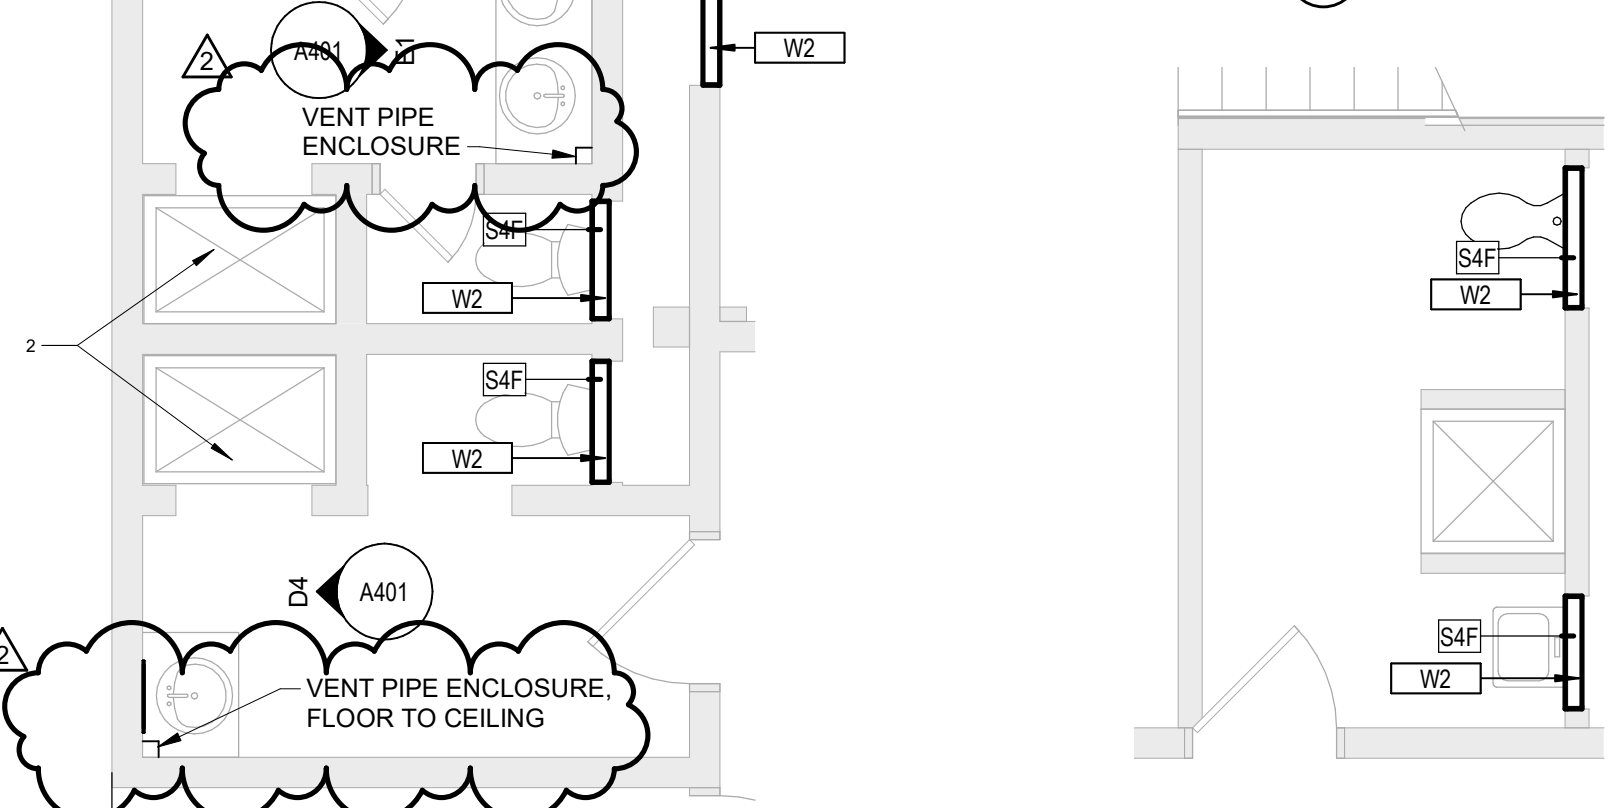 2
A401
E1
W2
VENT PIPE
ENCLOSURE
S4F
W2
2
S4F
W2
D4
A401
2
VENT PIPE ENCLOSURE,
FLOOR TO CEILING
S4F
W2
S4F
W2